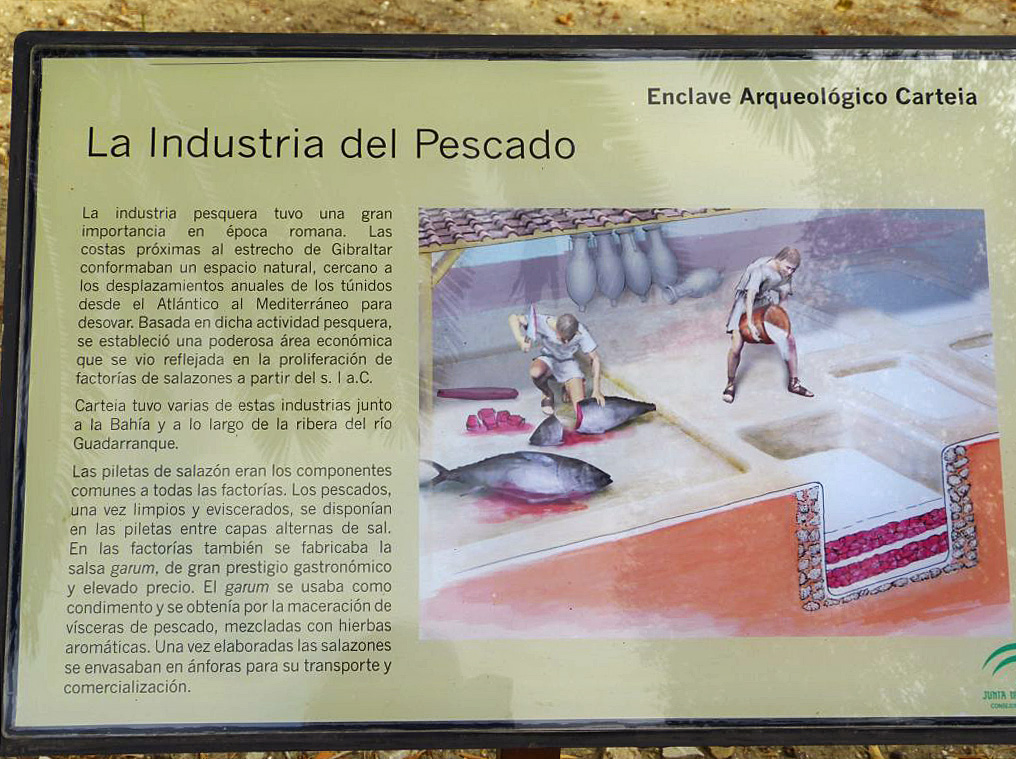 Enclave Arqueológico Carteia
La Industria del Pescado
La industria pesquera tuvo una gran
importancia en época romana. Las
costas próximas al estrecho de Gibraltar
conformaban un espacio natural, cercano a
los desplazamientos anuales de los túnidos
desde el Atlántico al Mediterráneo para
desovar. Basada en dicha actividad pesquera,
se estableció una poderosa área económica
que se vio reflejada en la proliferación de
factorías de salazones a partir del s. I a.C.
Carteia tuvo varias de estas industrias junto
a la Bahía y a lo largo de la ribera del río
Guadarranque.
Las piletas de salazón eran los componentes
comunes a todas las factorías. Los pescados,
una vez limpios y eviscerados, se disponían
en las piletas entre capas alternas de sal.
En las factorías también se fabricaba la
salsa garum, de gran prestigio gastronómico
y elevado precio. El garum se usaba como
condimento y se obtenía por la maceración de
vísceras de pescado, mezcladas con hierbas
aromáticas. Una vez elaboradas las salazones
se envasaban en ánforas para su transporte y
comercialización.
JUNTA